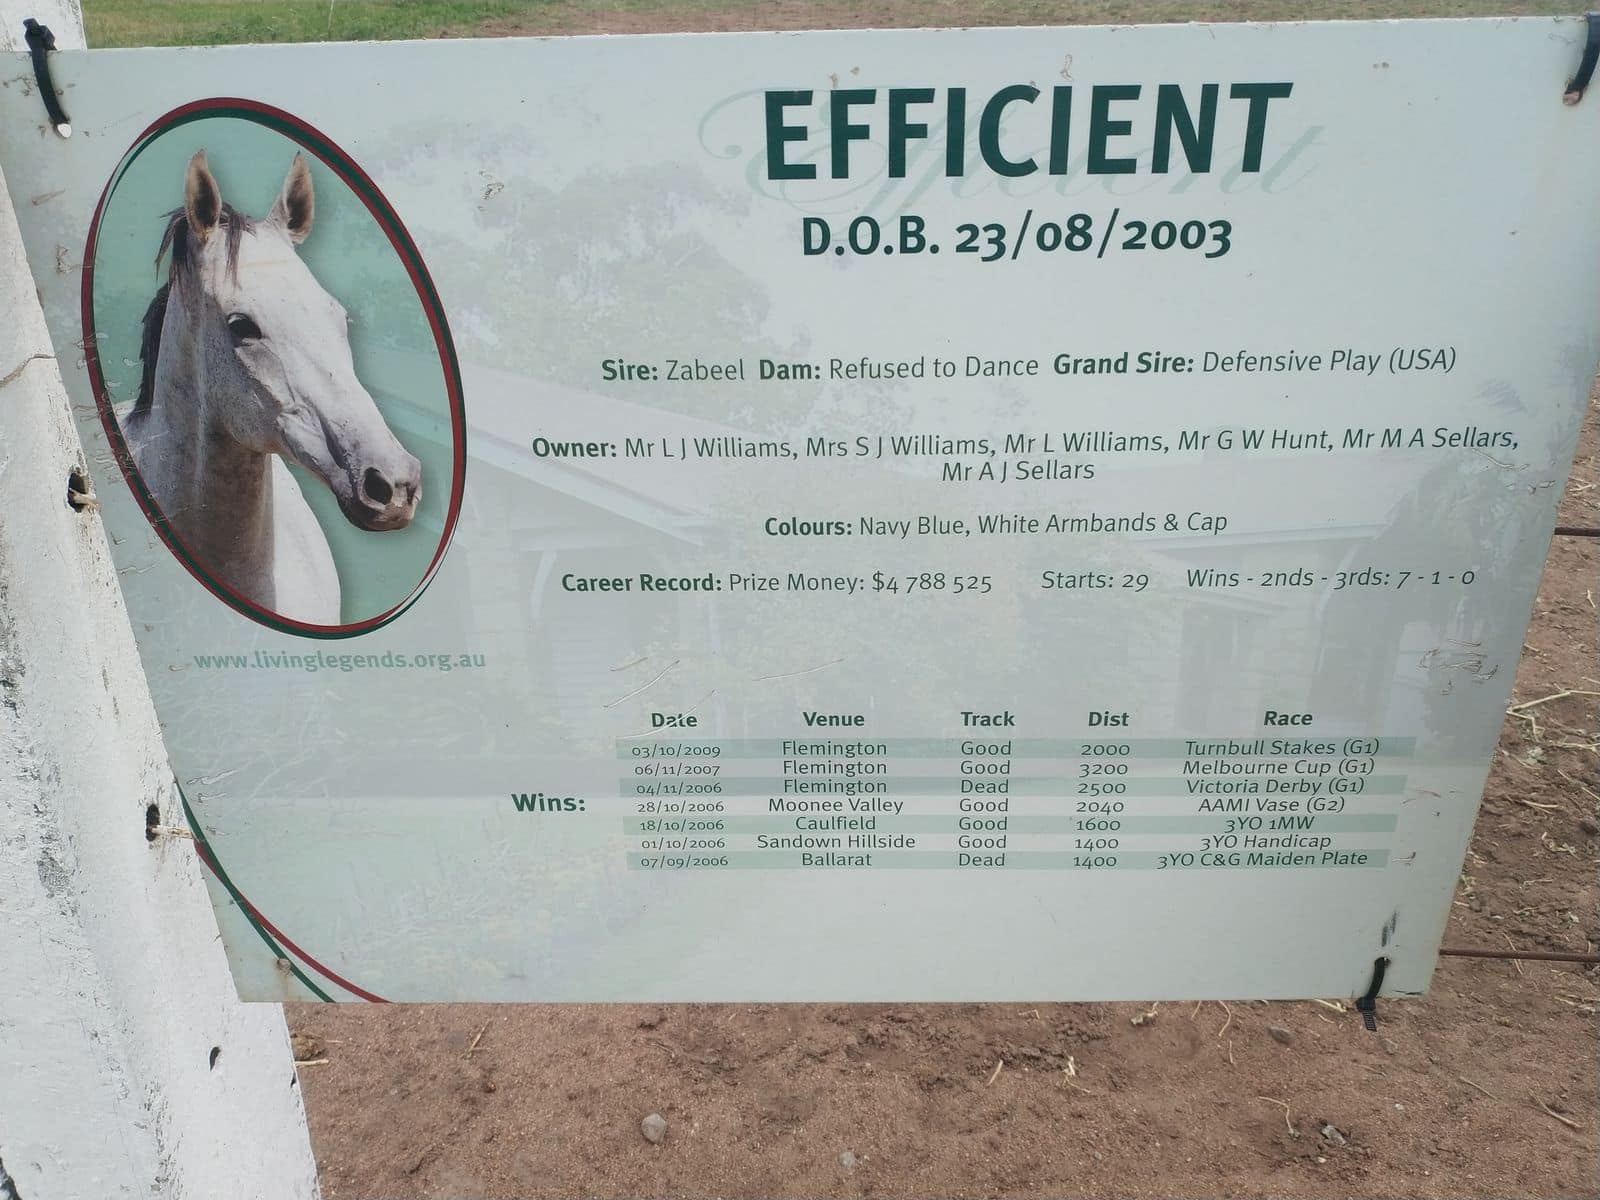 EFFICIENT
Efficient
D.O.B. 23/08/2003
Sire: Zabeel Dam: Refused to Dance Grand Sire: Defensive Play (USA)
Owner: Mr L J Williams, Mrs S J Williams, Mr L Williams, Mr G W Hunt, Mr M A Sellars,
Mr A J Sellars
Colours: Navy Blue, White Armbands & Cap
Career Record: Prize Money: $4 788 525 Starts: 29 Wins - 2nds - 3rds: 7 - 1 - 0
www.livinglegends.org.au
Date Venue Track Dist Race
03/10/2009 Flemington Good 2000 Turnbull Stakes (G1)
06/11/2007 Flemington Good 3200 Melbourne Cup (G1)
04/11/2006 Flemington Dead 2500 Victoria Derby (G1)
Wins:
28/10/2006 Moonee Valley Good 2040 AAMI Vase (G2)
18/10/2006 Caulfield Good 1600 3YO 1MW
01/10/2006 Sandown Hillside Good 1400 3YO Handicap
07/09/2006 Ballarat Dead 1400 3YO C&G Maiden Plate